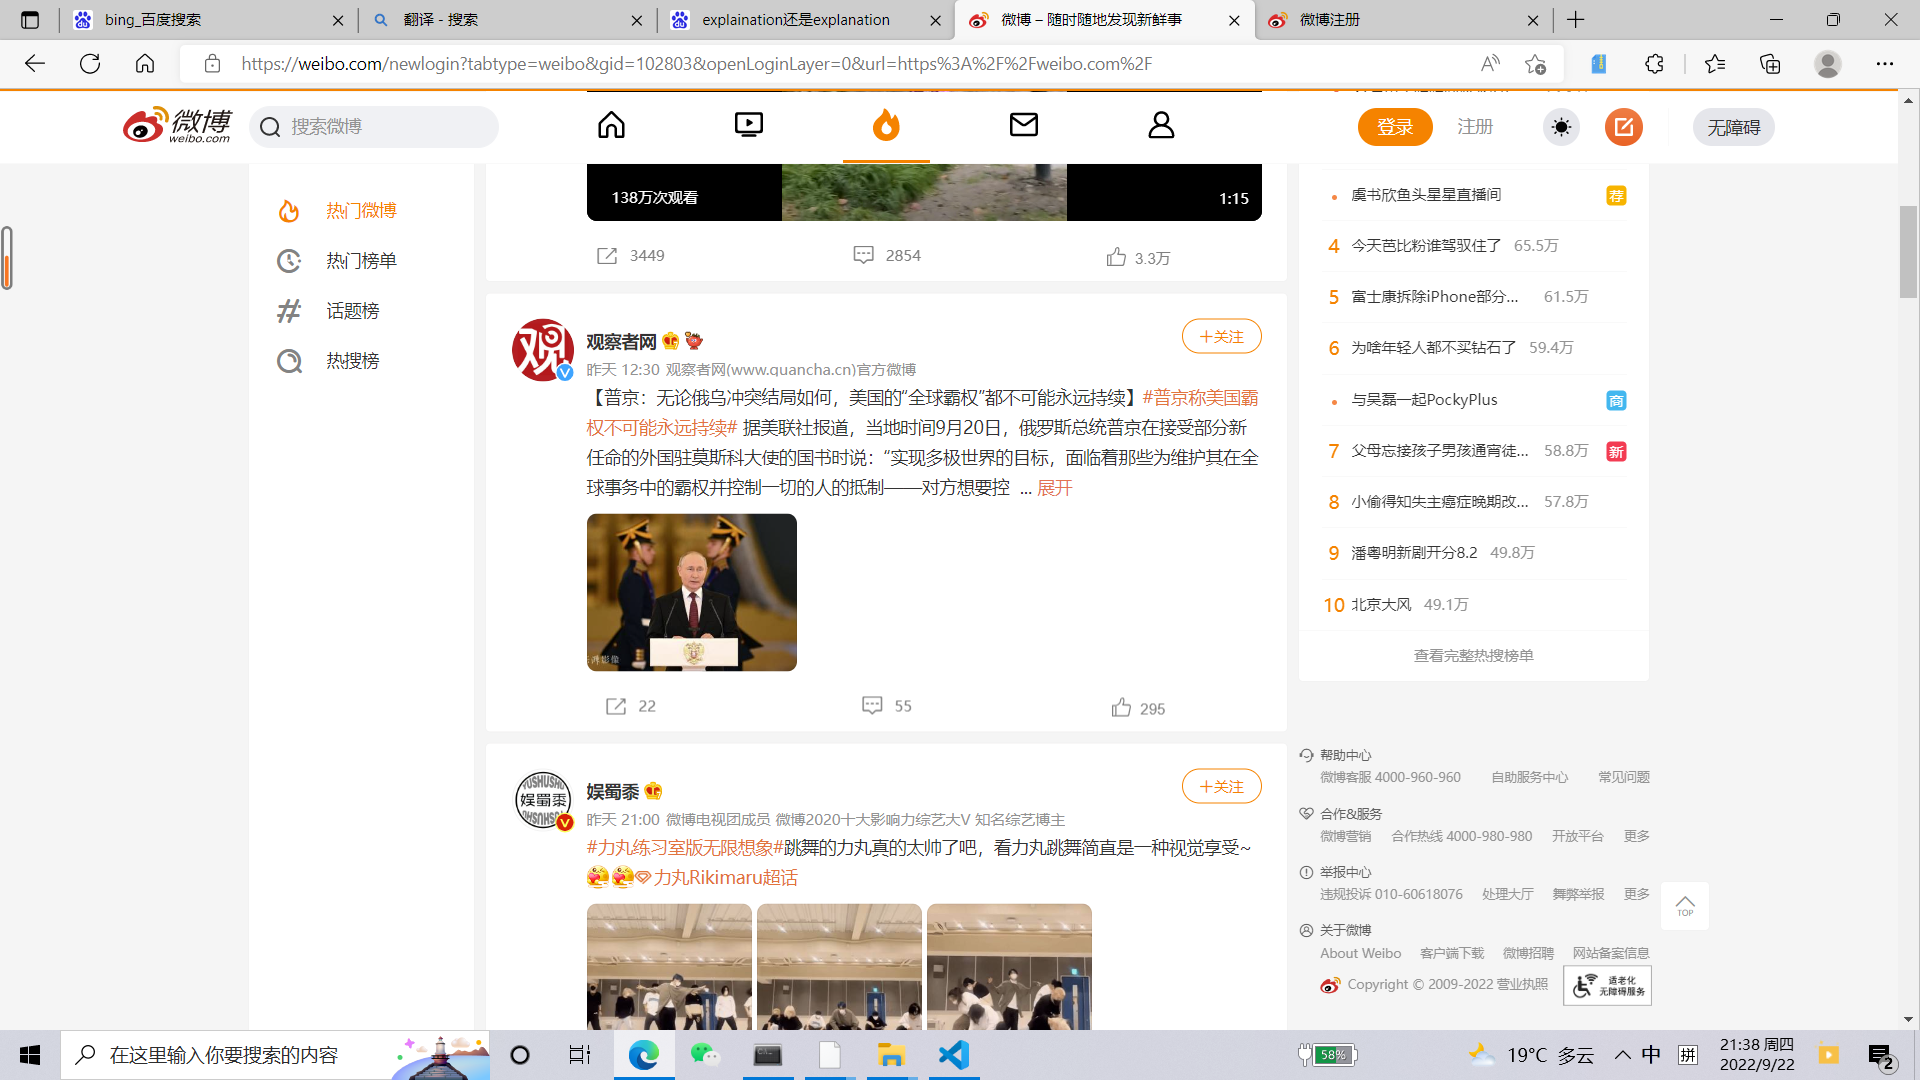 bing_百度搜索
翻译 - 搜索
explaination还是explanation
微博 – 随时随地发现新鲜事
微博注册
https://weibo.com/newlogin?tabtype=weibo&gid=102803&openLoginLayer=0&url=https%3A%2F%2Fweibo.com%2F
微博
weibo.com
搜索微博
登录
注册
无障碍
热门微博
热门榜单
话题榜
热搜榜
138万次观看
1:15
3449
2854
3.3万
观察者网
+关注
昨天 12:30 观察者网(www.guancha.cn)官方微博
【普京：无论俄乌冲突结局如何，美国的“全球霸权”都不可能永远持续】#普京称美国霸
权不可能永远持续# 据美联社报道，当地时间9月20日，俄罗斯总统普京在接受部分新
任命的外国驻莫斯科大使的国书时说：“实现多极世界的目标，面临着那些为维护其在全
球事务中的霸权并控制一切的人的抵制——对方想要控 ... 展开
22
55
295
娱蜀黍
+关注
昨天 21:00 微博电视团成员 微博2020十大影响力综艺大V 知名综艺博主
#力丸练习室版无限想象#跳舞的力丸真的太帅了吧，看力丸跳舞简直是一种视觉享受~
力丸Rikimaru超话
虞书欣鱼头星星直播间 荐
4 今天芭比粉谁驾驭住了 65.5万
5 富士康拆除iPhone部分... 61.5万
6 为啥年轻人都不买钻石了 59.4万
与吴磊一起PockyPlus 商
7 父母忘接孩子男孩通宵徒... 58.8万 新
8 小偷得知失主癌症晚期改... 57.8万
9 潘粤明新剧开分8.2 49.8万
10 北京大风 49.1万
查看完整热搜榜单
帮助中心
微博客服 4000-960-960 自助服务中心 常见问题
合作&服务
微博营销 合作热线 4000-980-980 开放平台 更多
举报中心
违规投诉 010-60618076 处理大厅 舞弊举报 更多
关于微博
About Weibo 客户端下载 微博招聘 网站备案信息
Copyright © 2009-2022 营业执照
适老化
无障碍服务
TOP
在这里输入你要搜索的内容
58%
19°C 多云
中
拼
21:38 周四
2022/9/22
2